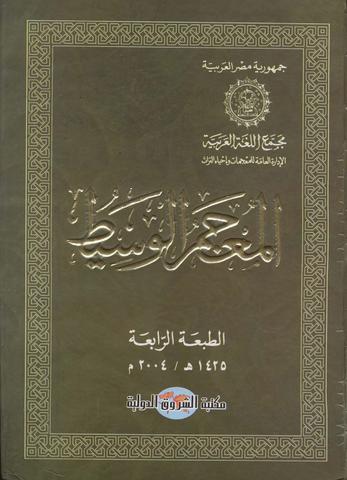 جمهورية مصر العربية
مجمع اللغة العربية
الإدارة العامة للمعجمات وإحياء التراث
المعجم الوسيط
الطبعة الرابعة
١٤٢٥ هـ / ٢٠٠٤ م
مكتبة الشروق الدولية